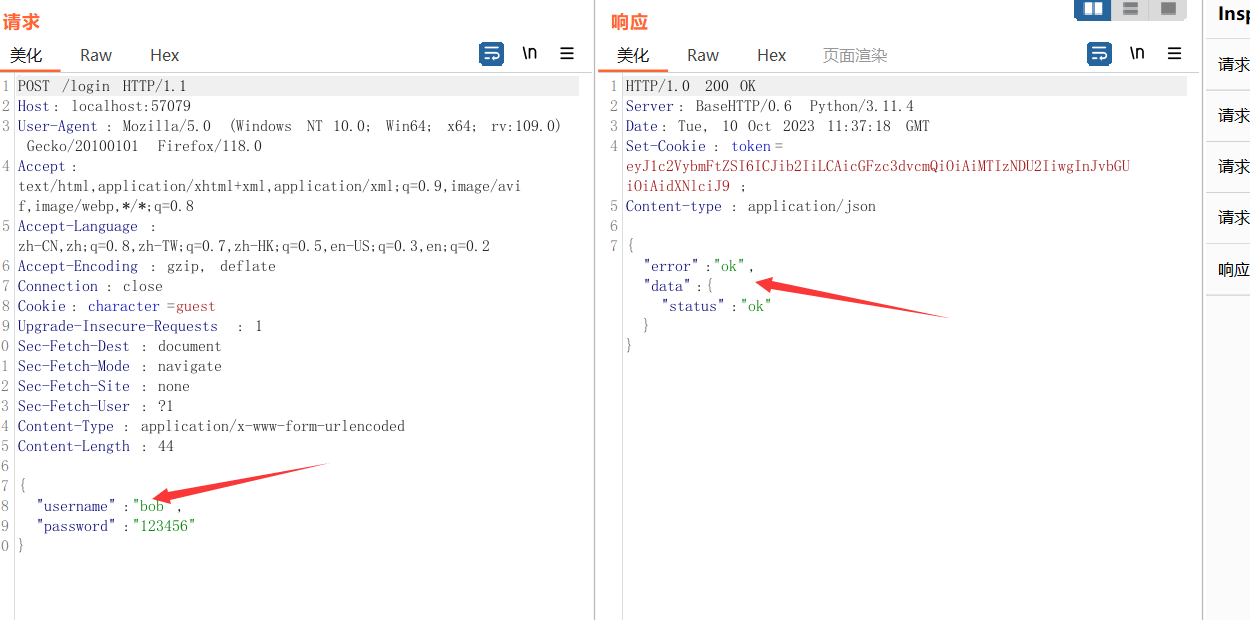 请求
美化 Raw Hex \n
1 POST /login HTTP/1.1
2 Host: localhost:57079
3 User-Agent : Mozilla/5.0 (Windows NT 10.0; Win64; x64; rv:109.0)
Gecko/20100101 Firefox/118.0
4 Accept :
text/html,application/xhtml+xml,application/xml;q=0.9,image/avi
f,image/webp,*/*;q=0.8
5 Accept-Language :
zh-CN,zh;q=0.8,zh-TW;q=0.7,zh-HK;q=0.5,en-US;q=0.3,en;q=0.2
6 Accept-Encoding : gzip, deflate
7 Connection : close
8 Cookie : character =guest
9 Upgrade-Insecure-Requests : 1
0 Sec-Fetch-Dest : document
1 Sec-Fetch-Mode : navigate
2 Sec-Fetch-Site : none
3 Sec-Fetch-User : ?1
4 Content-Type : application/x-www-form-urlencoded
5 Content-Length : 44
6
7 {
8 "username" :"bob" ,
9 "password" :"123456"
0 }
响应
美化 Raw Hex 页面渲染 \n
1 HTTP/1.0 200 OK
2 Server : BaseHTTP/0.6 Python/3.11.4
3 Date : Tue, 10 Oct 2023 11:37:18 GMT
4 Set-Cookie : token =
eyJ1c2VybmFtZSI6ICJib2IiLCAicGFzc3dvcmQiOiAiMTIzNDU2IiwgInJvbGU
iOiAidXNlciJ9 ;
5 Content-type : application/json
6
7 {
"error" :"ok" ,
"data" :{
"status" :"ok"
}
}
Insp
请求
请求
请求
请求
响应